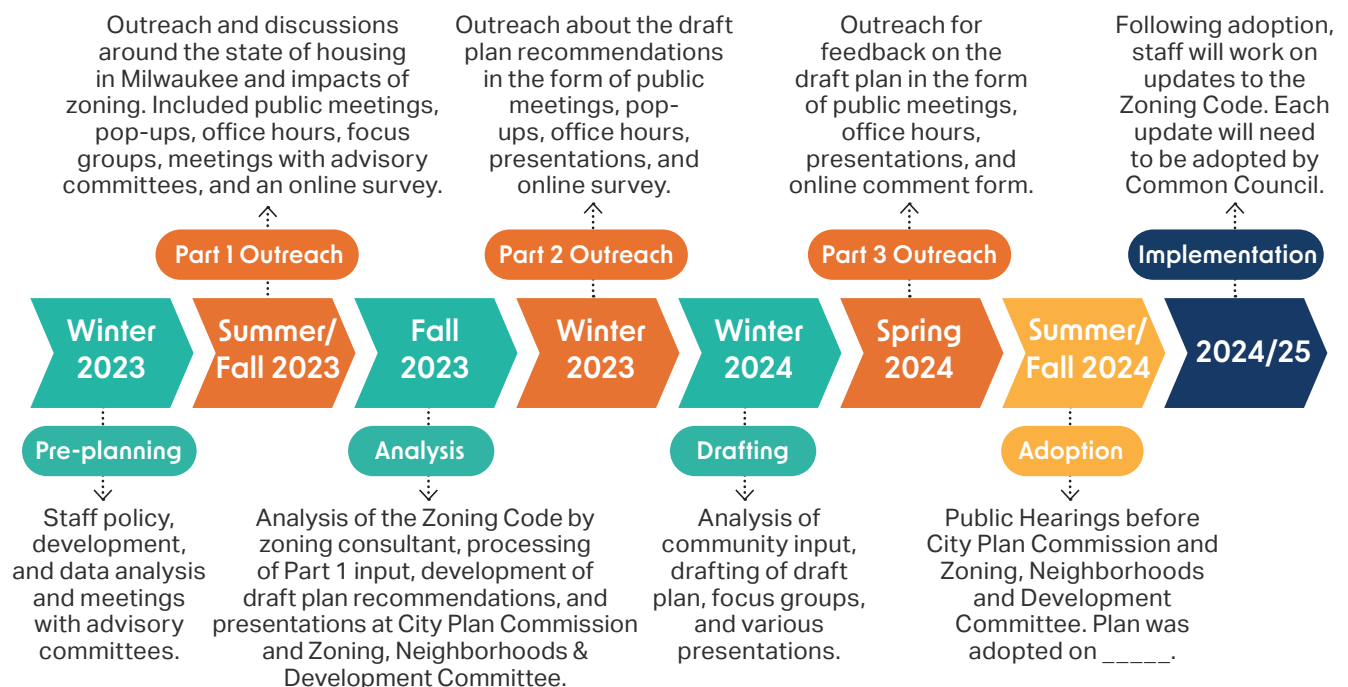 Outreach and discussions
around the state of housing
in Milwaukee and impacts of
zoning. Included public meetings,
pop-ups, office hours, focus
groups, meetings with advisory
committees, and an online survey.
Outreach about the draft
plan recommendations
in the form of public
meetings, pop-
ups, office hours,
presentations, and
online survey.
Outreach for
feedback on the
draft plan in the form
of public meetings,
office hours,
presentations, and
online comment form.
Following adoption,
staff will work on
updates to the
Zoning Code. Each
update will need
to be adopted by
Common Council.
Part 1 Outreach
Part 2 Outreach
Part 3 Outreach
Implementation
Winter
2023
Summer/
Fall 2023
Fall
2023
Winter
2023
Winter
2024
Spring
2024
Summer/
Fall 2024
2024/25
Pre-planning
Analysis
Drafting
Adoption
Staff policy,
development,
and data analysis
and meetings
with advisory
committees.
Analysis of the Zoning Code by
zoning consultant, processing
of Part 1 input, development of
draft plan recommendations, and
presentations at City Plan Commission
and Zoning, Neighborhoods &
Development Committee.
Analysis of
community input,
drafting of draft
plan, focus groups,
and various
presentations.
Public Hearings before
City Plan Commission and
Zoning, Neighborhoods
and Development
Committee. Plan was
adopted on _____.